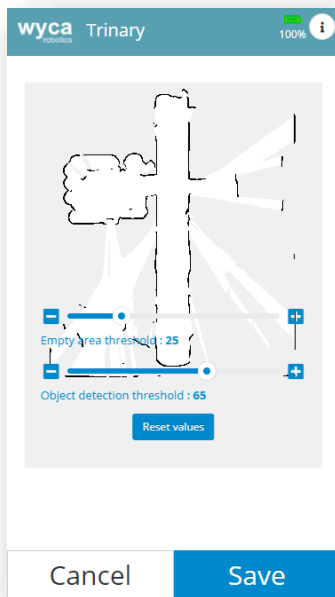 wyca Trinary
robotics
100%
i
Empty area threshold : 25
Object detection threshold : 65
Reset values
Cancel Save